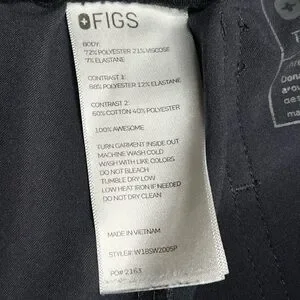 FIGS
BODY:
72% POLYESTER 21% VISCOSE
7% ELASTANE
CONTRAST 1:
88% POLYESTER 12% ELASTANE
CONTRAST 2:
60% COTTON 40% POLYESTER
100% AWESOME
TURN GARMENT INSIDE OUT
MACHINE WASH COLD
WASH WITH LIKE COLORS
DO NOT BLEACH
TUMBLE DRY LOW
LOW HEAT IRON IF NEEDED
DO NOT DRY CLEAN
MADE IN VIETNAM
STYLE#: W18SW2005P
PO# 2163